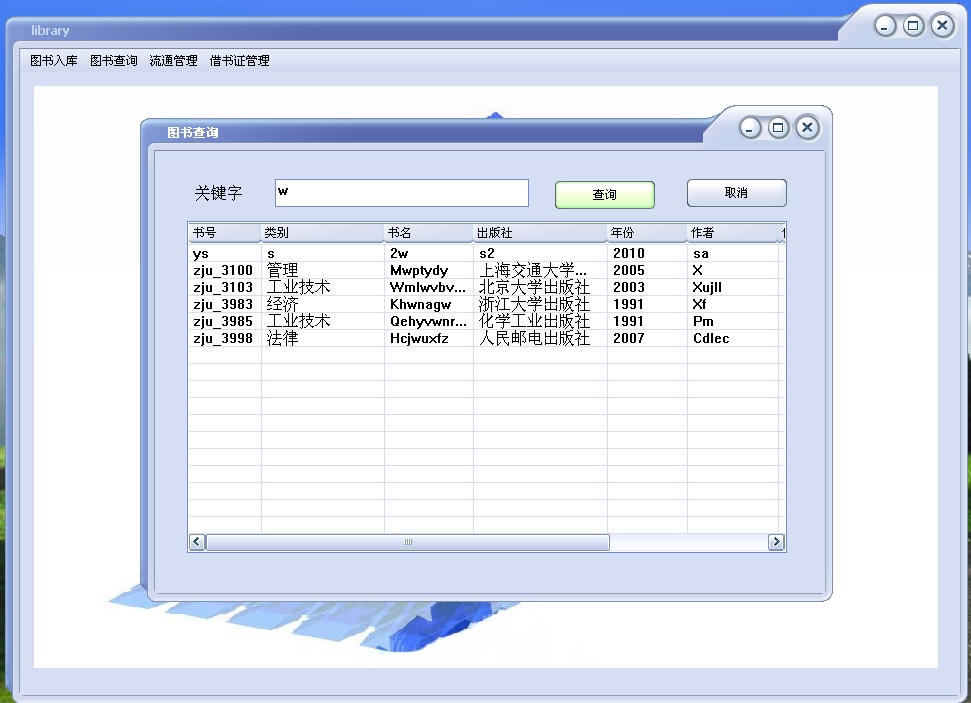 library
图书入库 图书查询 流通管理 借书证管理
图书查询
关键字 w 查询 取消
书号 类别 书名 出版社 年份 作者
ys s 2w s2 2010 sa
zju_3100 管理 Mwptydy 上海交通大学... 2005 X
zju_3103 工业技术 Wmlwvbv... 北京大学出版社 2003 Xujll
zju_3983 经济 Khwnagw 浙江大学出版社 1991 Xf
zju_3985 工业技术 Qehyvwnr... 化学工业出版社 1991 Pm
zju_3998 法律 Hcjwuxfz 人民邮电出版社 2007 Cdlec